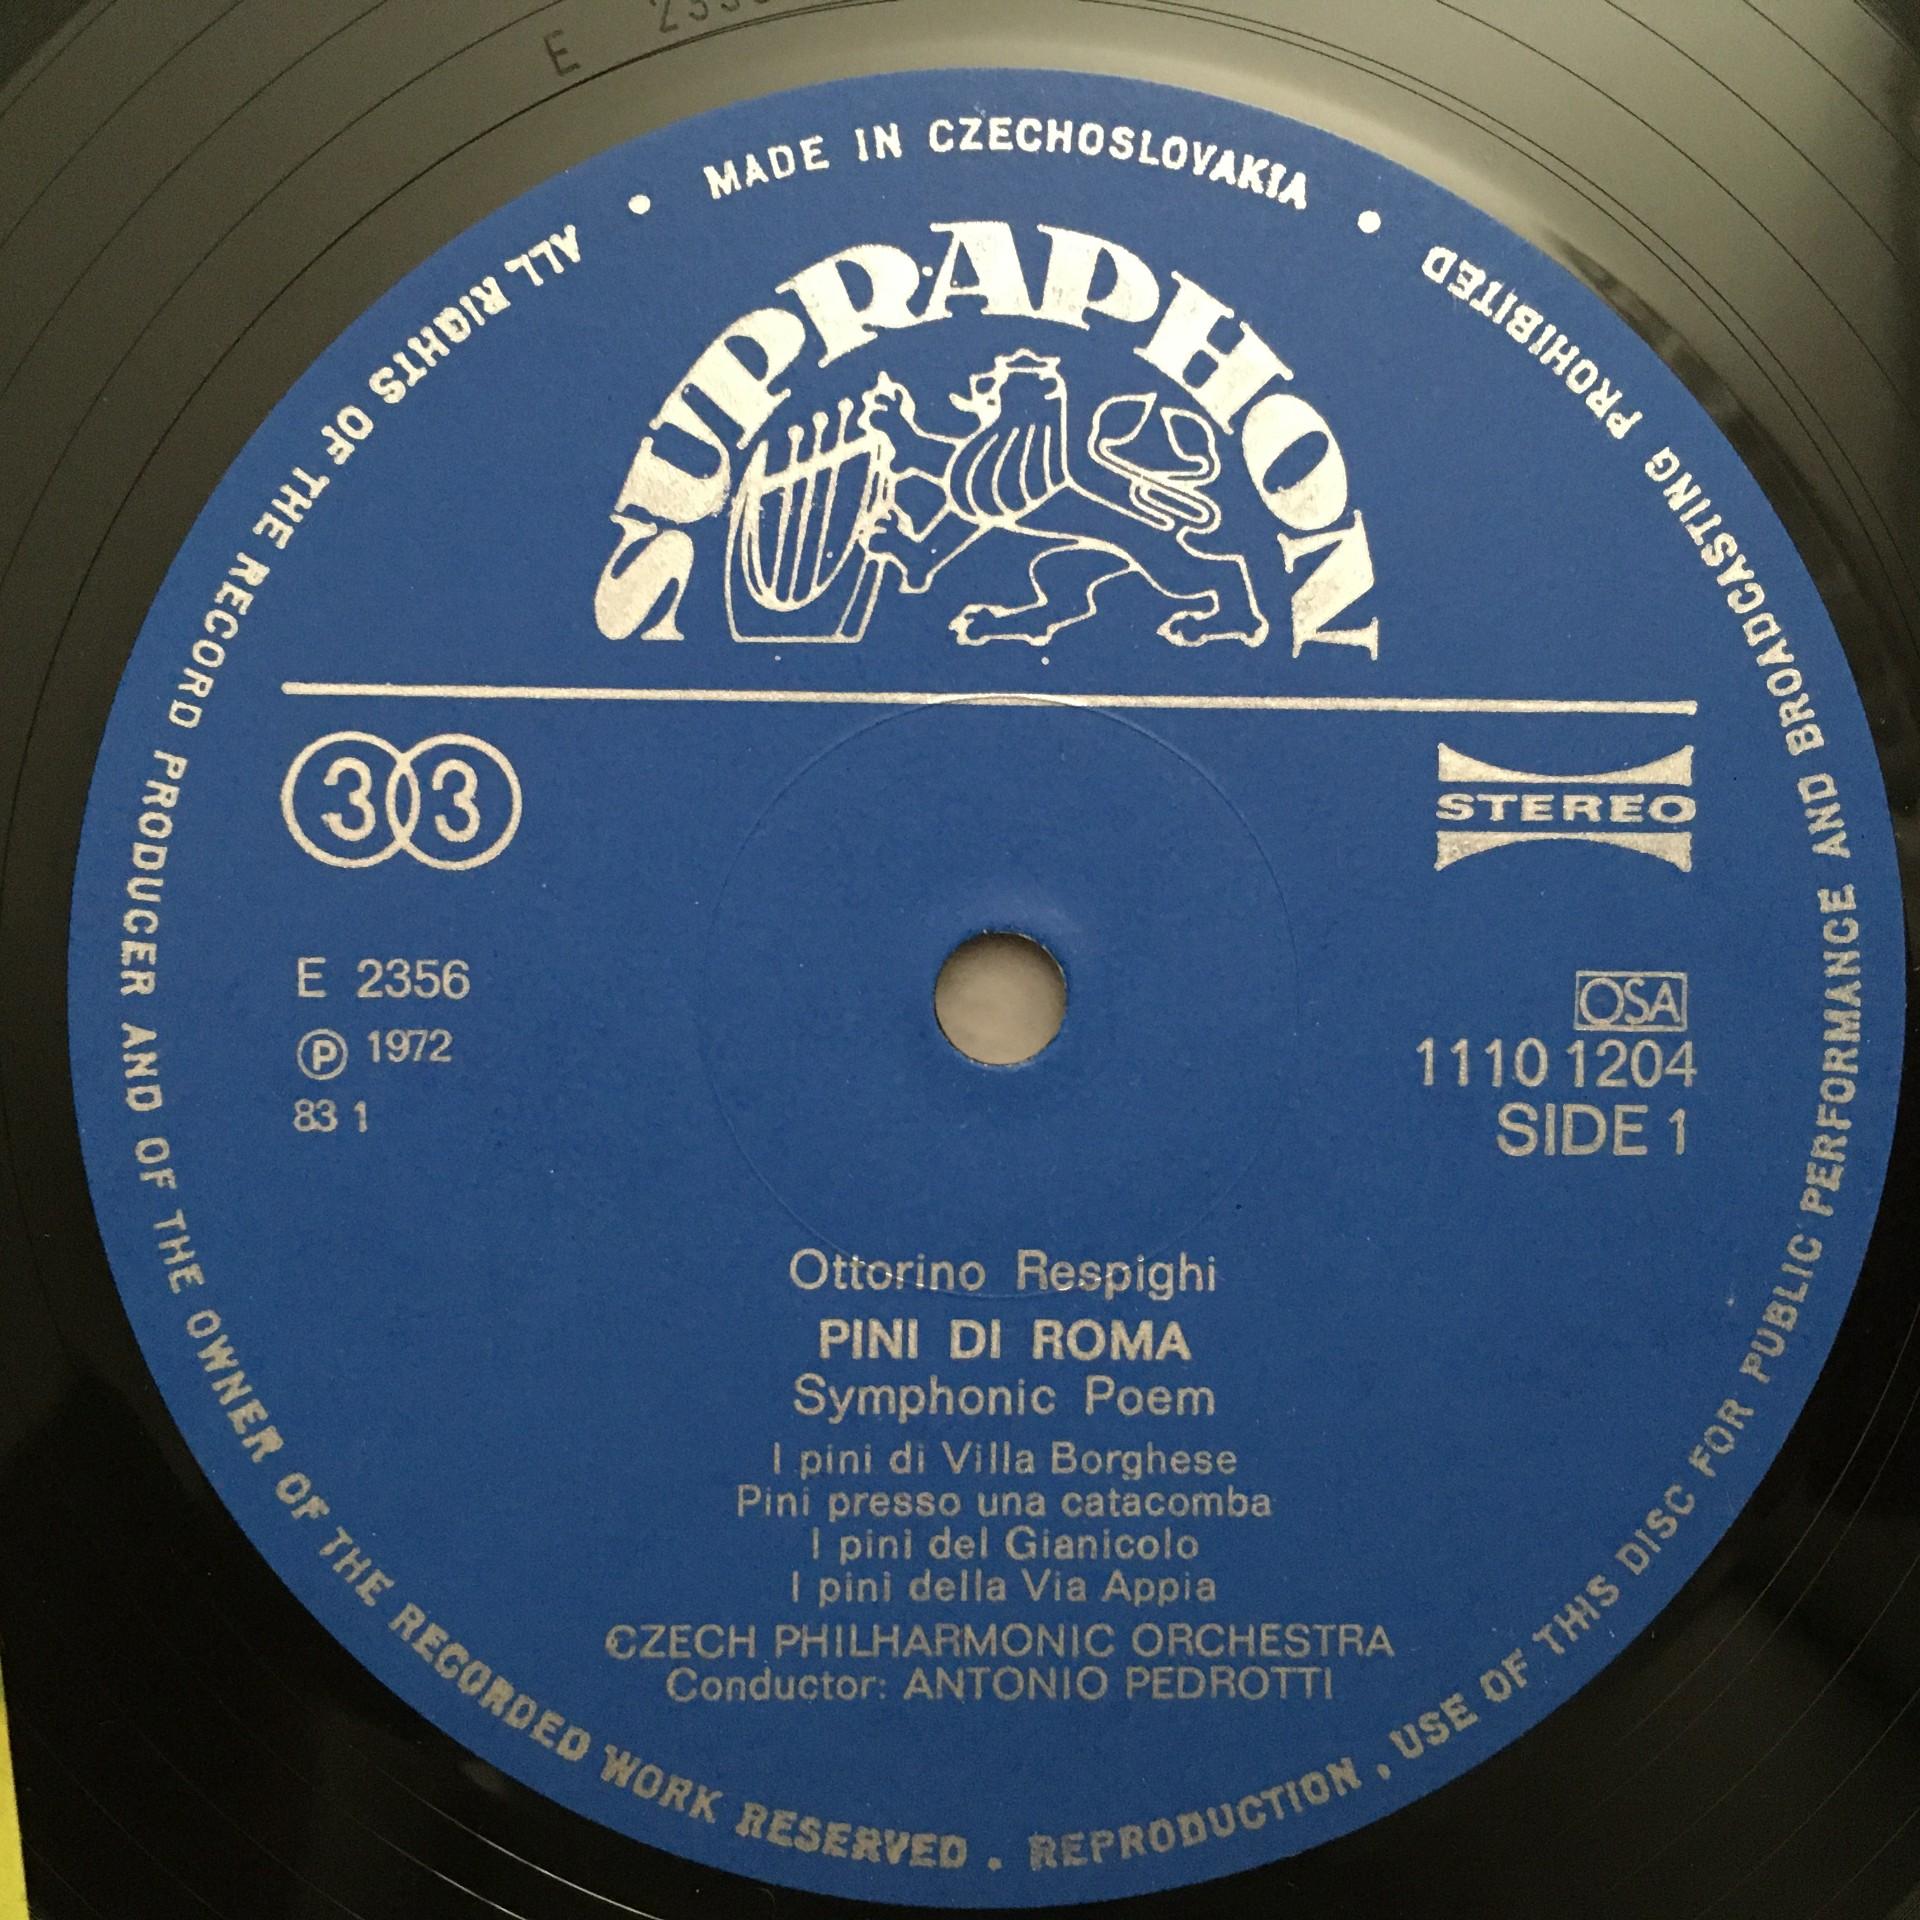 E 235
MADE IN CZECHOSLOVAKIA
SUPRAPHON
33
STEREO
E 2356
Ⓟ 1972
83 1
OSA
1110 1204
SIDE 1
Ottorino Respighi
PINI DI ROMA
Symphonic Poem
I pini di Villa Borghese
Pini presso una catacomba
I pini del Gianicolo
I pini della Via Appia
CZECH PHILHARMONIC ORCHESTRA
Conductor: ANTONIO PEDROTTI
ALL RIGHTS OF THE RECORD PRODUCER AND OF THE OWNER OF THE RECORDED WORK RESERVED . REPRODUCTION , USE OF THIS DISC FOR PUBLIC PERFORMANCE AND BROADCASTING PROHIBITED